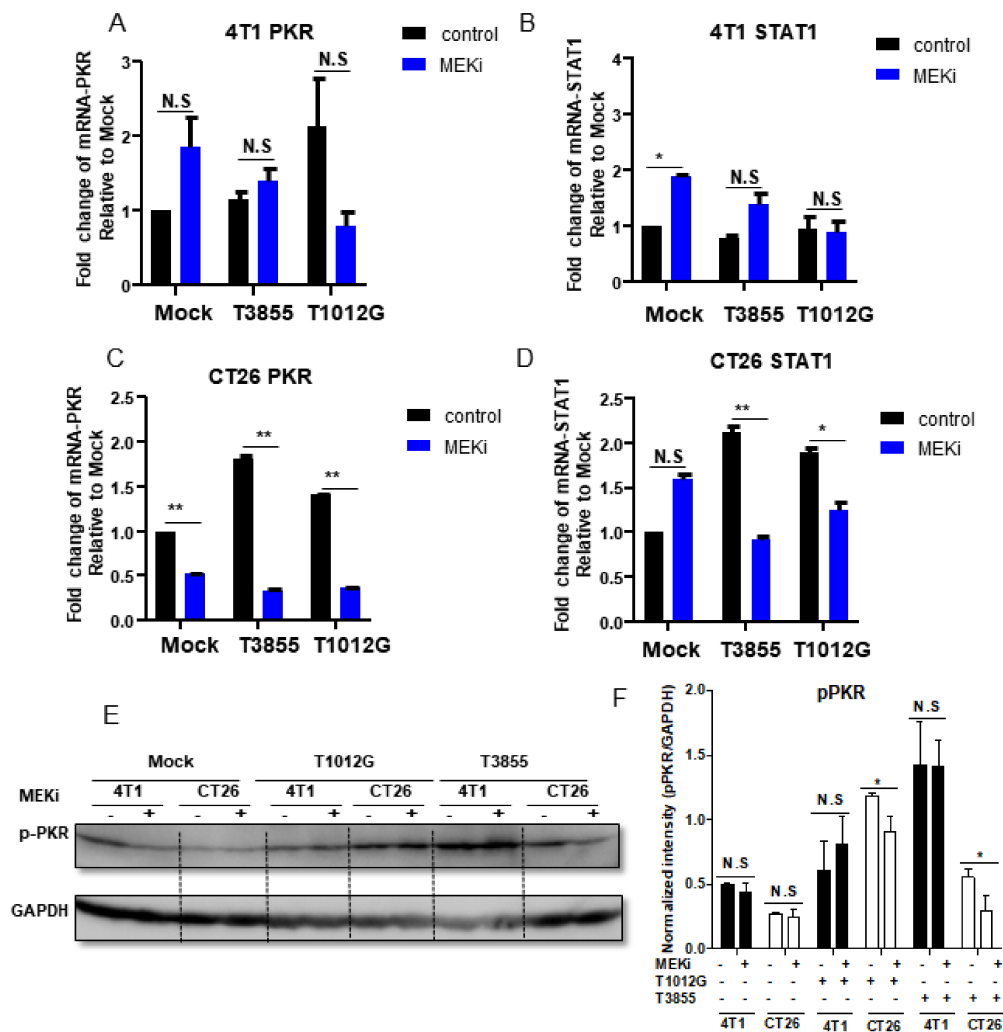 A
4T1 PKR
control
MEKi
Fold change of mRNA-PKR
Relative to Mock
3
2
1
0
N.S
N.S
N.S
Mock T3855 T1012G
B
4T1 STAT1
control
MEKi
Fold change of mRNA-STAT1
Relative to Mock
4
3
2
1
0
*
N.S
N.S
Mock T3855 T1012G
C
CT26 PKR
control
MEKi
Fold change of mRNA-PKR
Relative to Mock
2.5
2.0
1.5
1.0
0.5
0.0
**
**
**
Mock T3855 T1012G
D
CT26 STAT1
control
MEKi
Fold change of mRNA-STAT1
Relative to Mock
2.5
2.0
1.5
1.0
0.5
0.0
N.S
**
*
Mock T3855 T1012G
E
Mock T1012G T3855
MEKi 4T1 CT26 4T1 CT26 4T1 CT26
- + - + - + - + - + - +
p-PKR
GAPDH
F
pPKR
Normalized intensity (pPKR/GAPDH)
2.0
1.5
1.0
0.5
0.0
N.S
N.S
N.S
*
N.S
*
MEKi - + - + - + - + - + - +
T1012G - - - - + + + + - - - -
T3855 - - - - - - - - + + + +
4T1 CT26 4T1 CT26 4T1 CT26